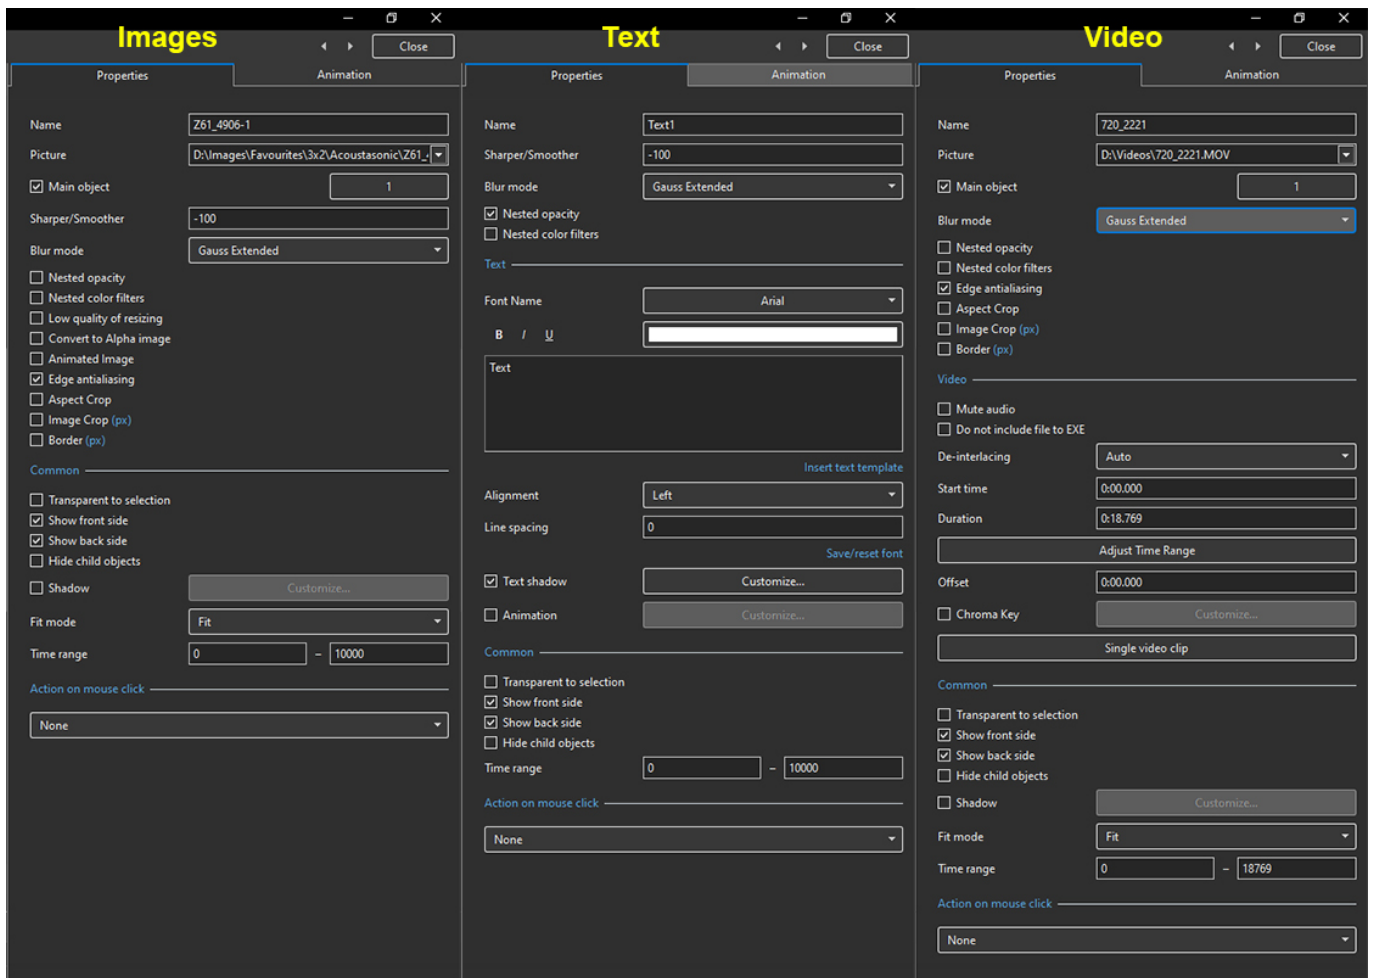 Images
Close
Properties Animation
Name Z61_4906-1
Picture D:\Images\Favourites\3x2\Acoustasonic\Z61_
Main object 1
Sharper/Smoother -100
Blur mode Gauss Extended
Nested opacity
Nested color filters
Low quality of resizing
Convert to Alpha image
Animated Image
Edge antialiasing
Aspect Crop
Image Crop (px)
Border (px)
Common
Transparent to selection
Show front side
Show back side
Hide child objects
Shadow Customize...
Fit mode Fit
Time range 0 – 10000
Action on mouse click
None
Text
Close
Properties Animation
Name Text1
Sharper/Smoother -100
Blur mode Gauss Extended
Nested opacity
Nested color filters
Text
Font Name Arial
B I U
Text
Insert text template
Alignment Left
Line spacing 0
Save/reset font
Text shadow Customize...
Animation Customize...
Common
Transparent to selection
Show front side
Show back side
Hide child objects
Time range 0 – 10000
Action on mouse click
None
Video
Close
Properties Animation
Name 720_2221
Picture D:\Videos\720_2221.MOV
Main object 1
Blur mode Gauss Extended
Nested opacity
Nested color filters
Edge antialiasing
Aspect Crop
Image Crop (px)
Border (px)
Video
Mute audio
Do not include file to EXE
De-interlacing Auto
Start time 0:00.000
Duration 0:18.769
Adjust Time Range
Offset 0:00.000
Chroma Key Customize...
Single video clip
Common
Transparent to selection
Show front side
Show back side
Hide child objects
Shadow Customize...
Fit mode Fit
Time range 0 – 18769
Action on mouse click
None